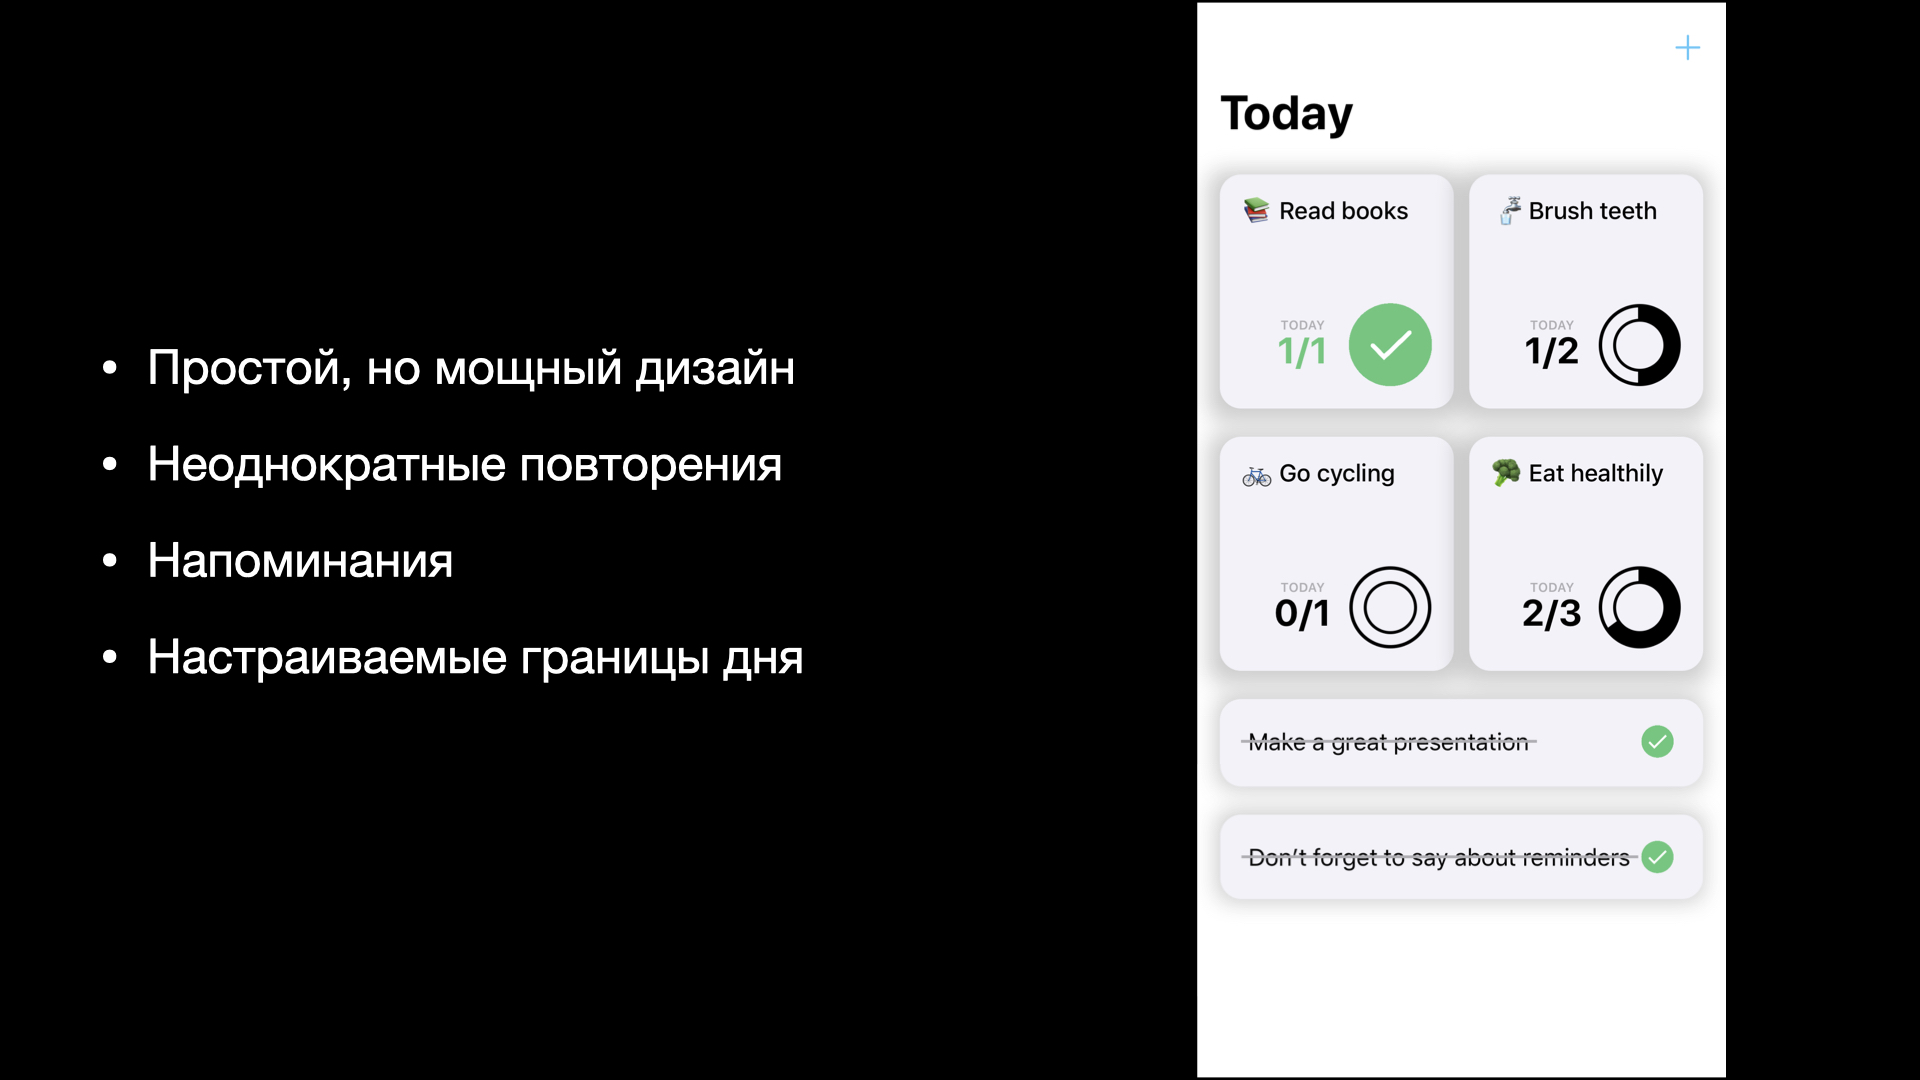 • Простой, но мощный дизайн
• Неоднократные повторения
• Напоминания
• Настраиваемые границы дня
Today
Read books
TODAY
1/1
Brush teeth
TODAY
1/2
Go cycling
TODAY
0/1
Eat healthily
TODAY
2/3
Make a great presentation
Don’t forget to say about reminders